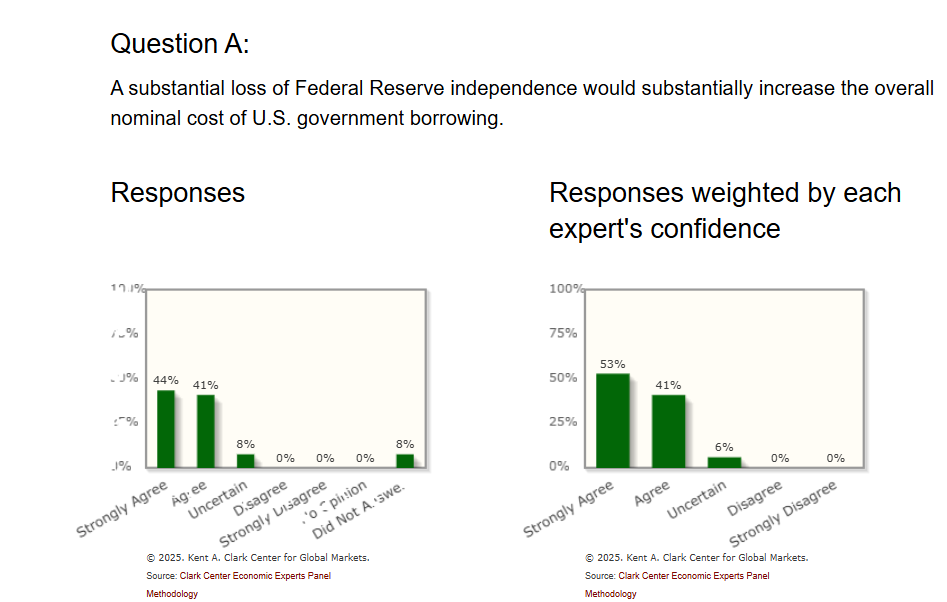 Question A:
A substantial loss of Federal Reserve independence would substantially increase the overall
nominal cost of U.S. government borrowing.
Responses
Responses weighted by each
expert's confidence
44%
41%
8%
0%
0%
0%
8%
Strongly Agree
Agree
Uncertain
Disagree
Strongly Disagree
Did Not
© 2025. Kent A. Clark Center for Global Markets.
Source: Clark Center Economic Experts Panel
Methodology
100%
75%
50%
25%
0%
53%
41%
6%
0%
0%
Strongly Agree
Agree
Uncertain
Disagree
Strongly Disagree
© 2025. Kent A. Clark Center for Global Markets.
Source: Clark Center Economic Experts Panel
Methodology